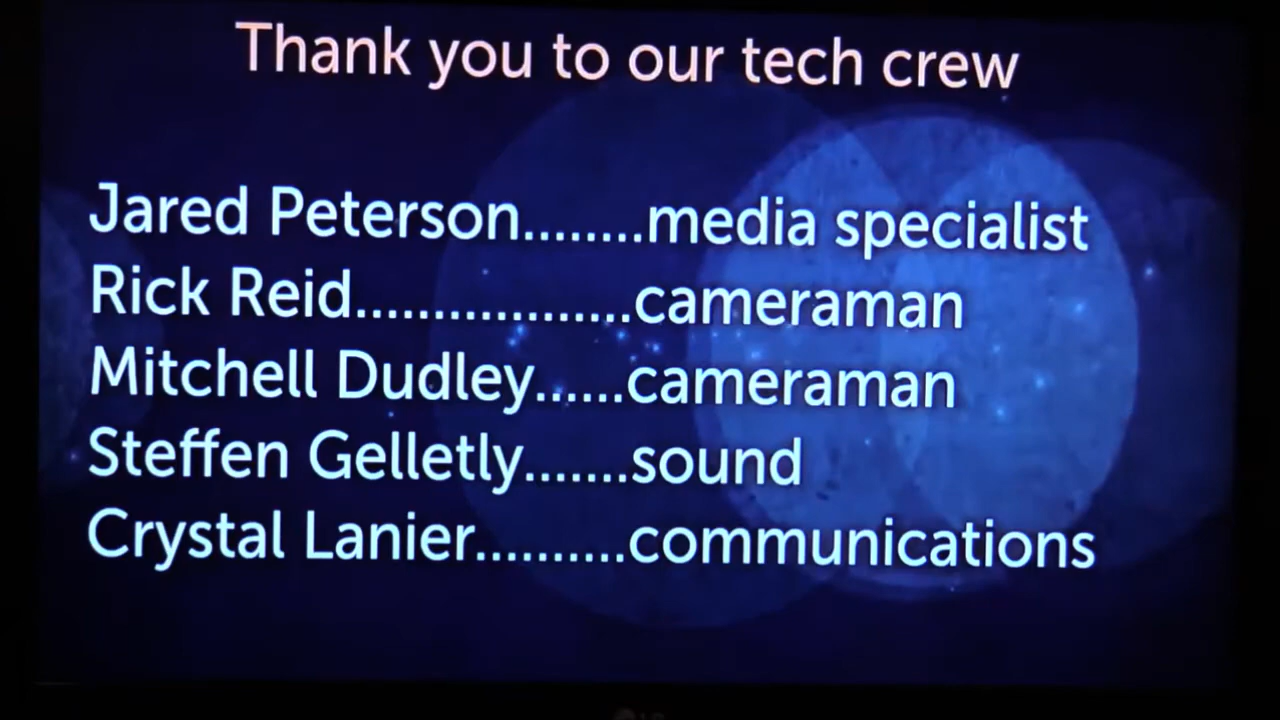 Thank you to our tech crew
Jared Peterson........media specialist
Rick Reid..................cameraman
Mitchell Dudley......cameraman
Steffen Gelletly.......sound
Crystal Lanier..........communications
LG